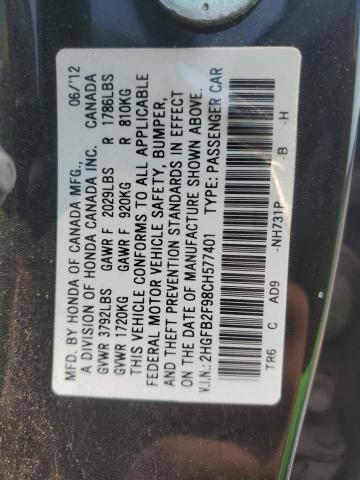 MFD. BY HONDA OF CANADA MFG., 06/12
A DIVISION OF HONDA CANADA INC. CANADA
GVWR 3792LBS GAWR F 2029LBS R 1786LBS
GVWR 1720KG GAWR F 920KG R 810KG
THIS VEHICLE CONFORMS TO ALL APPLICABLE
FEDERAL MOTOR VEHICLE SAFETY, BUMPER,
AND THEFT PREVENTION STANDARDS IN EFFECT
ON THE DATE OF MANUFACTURE SHOWN ABOVE.
V.I.N.: 2HGFB2F98CH577401 TYPE: PASSENGER CAR
TR6 C AD9 -NH731P -B -H